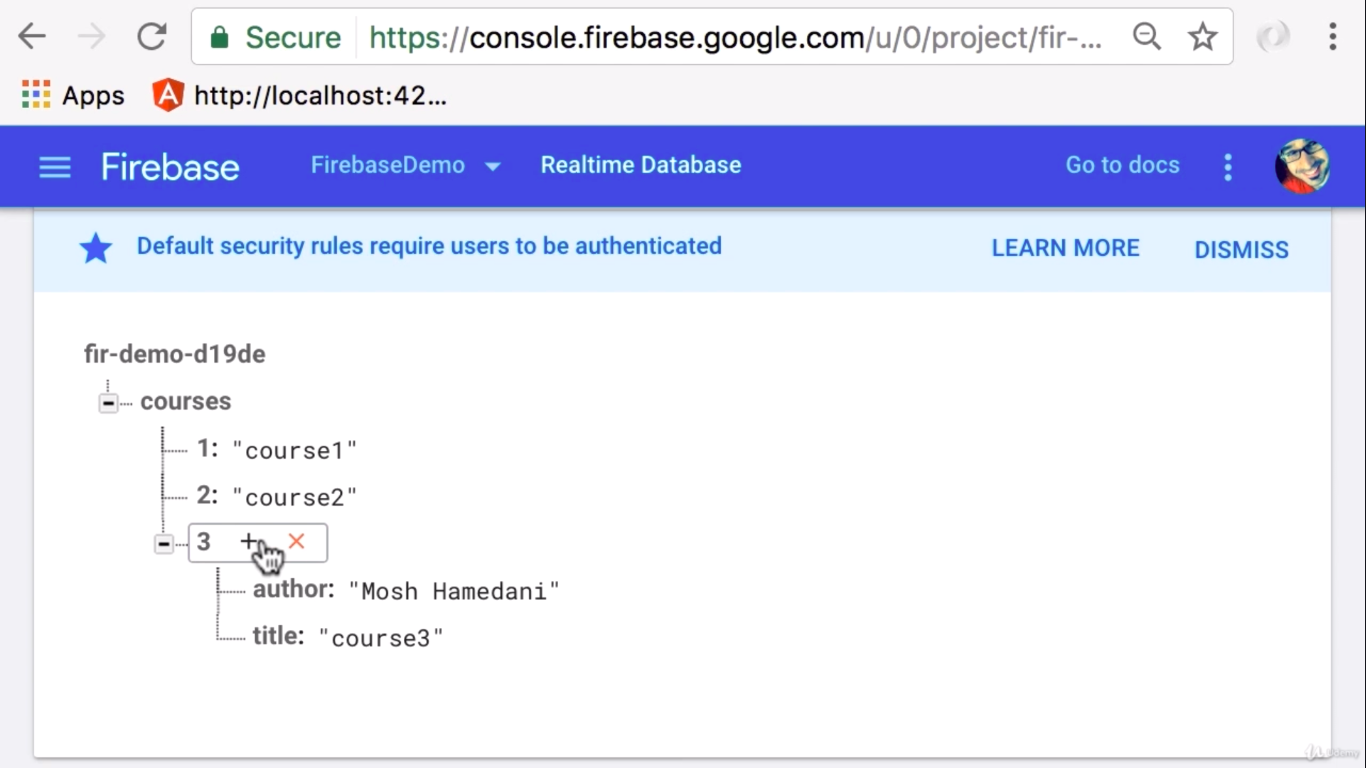 Secure https://console.firebase.google.com/u/0/project/fir-...
Apps http://localhost:42...
Firebase FirebaseDemo Realtime Database Go to docs
Default security rules require users to be authenticated LEARN MORE DISMISS
fir-demo-d19de
courses
1: "course1"
2: "course2"
3
author: "Mosh Hamedani"
title: "course3"
Udemy